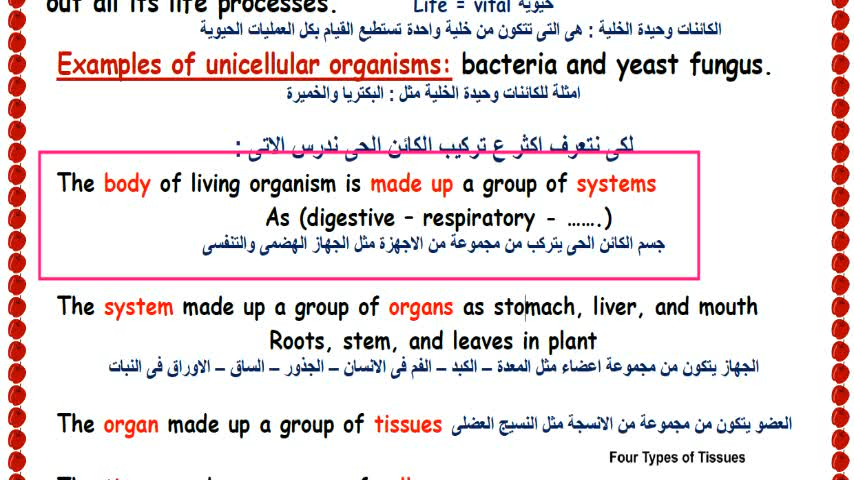 out all its life processes. Life = vital حيوية
الكائنات وحيدة الخلية : هى التى تتكون من خلية واحدة تستطيع القيام بكل العمليات الحيوية
Examples of unicellular organisms: bacteria and yeast fungus.
امثلة للكائنات وحيدة الخلية مثل : البكتريا والخميرة
لكى نتعرف اكثر ع تركيب الكائن الحى ندرس الاتى :
The body of living organism is made up a group of systems
As (digestive – respiratory - …….)
جسم الكائن الحى يتركب من مجموعة من الاجهزة مثل الجهاز الهضمى والتنفسى
The system made up a group of organs as stomach, liver, and mouth
Roots, stem, and leaves in plant
الجهاز يتكون من مجموعة اعضاء مثل المعدة – الكبد – الفم فى الانسان – الجذور – الساق – الاوراق فى النبات
The organ made up a group of tissues العضو يتكون من مجموعة من الانسجة مثل النسيج العضلى
Four Types of Tissues